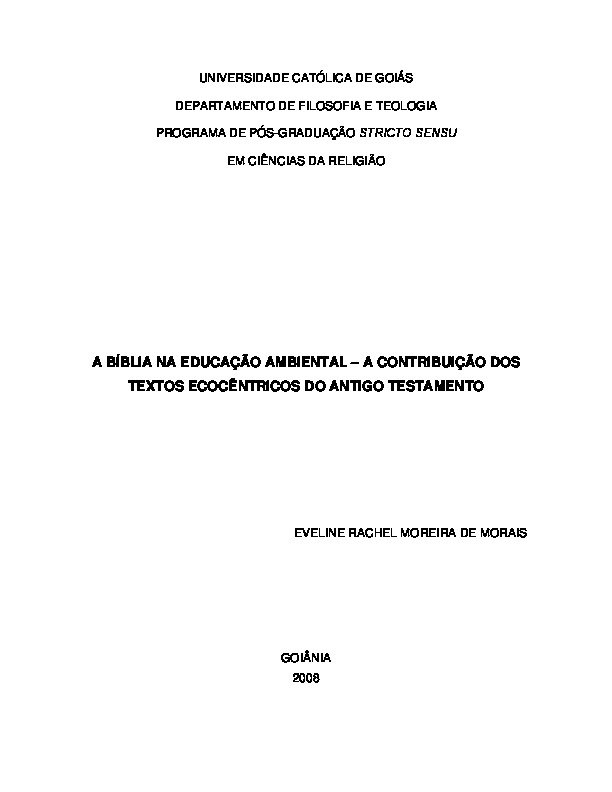 UNIVERSIDADE CATÓLICA DE GOIÁS
DEPARTAMENTO DE FILOSOFIA E TEOLOGIA
PROGRAMA DE PÓS-GRADUAÇÃO STRICTO SENSU
EM CIÊNCIAS DA RELIGIÃO
A BÍBLIA NA EDUCAÇÃO AMBIENTAL – A CONTRIBUIÇÃO DOS
TEXTOS ECOCÊNTRICOS DO ANTIGO TESTAMENTO
EVELINE RACHEL MOREIRA DE MORAIS
GOIÂNIA
2008